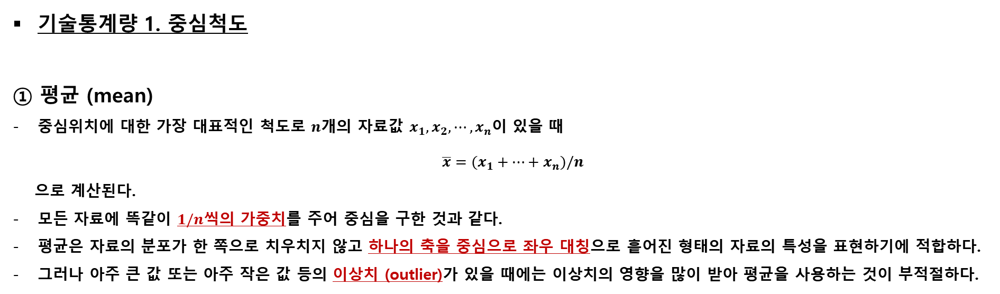 ▪ 기술통계량 1. 중심척도
① 평균 (mean)
- 중심위치에 대한 가장 대표적인 척도로 n개의 자료값 x₁, x₂, ⋯ , xₙ이 있을 때
x̅ = (x₁ + ⋯ + xₙ)/n
으로 계산된다.
- 모든 자료에 똑같이 1/n씩의 가중치를 주어 중심을 구한 것과 같다.
- 평균은 자료의 분포가 한 쪽으로 치우치지 않고 하나의 축을 중심으로 좌우 대칭으로 흩어진 형태의 자료의 특성을 표현하기에 적합하다.
- 그러나 아주 큰 값 또는 아주 작은 값 등의 이상치 (outlier)가 있을 때에는 이상치의 영향을 많이 받아 평균을 사용하는 것이 부적절하다.